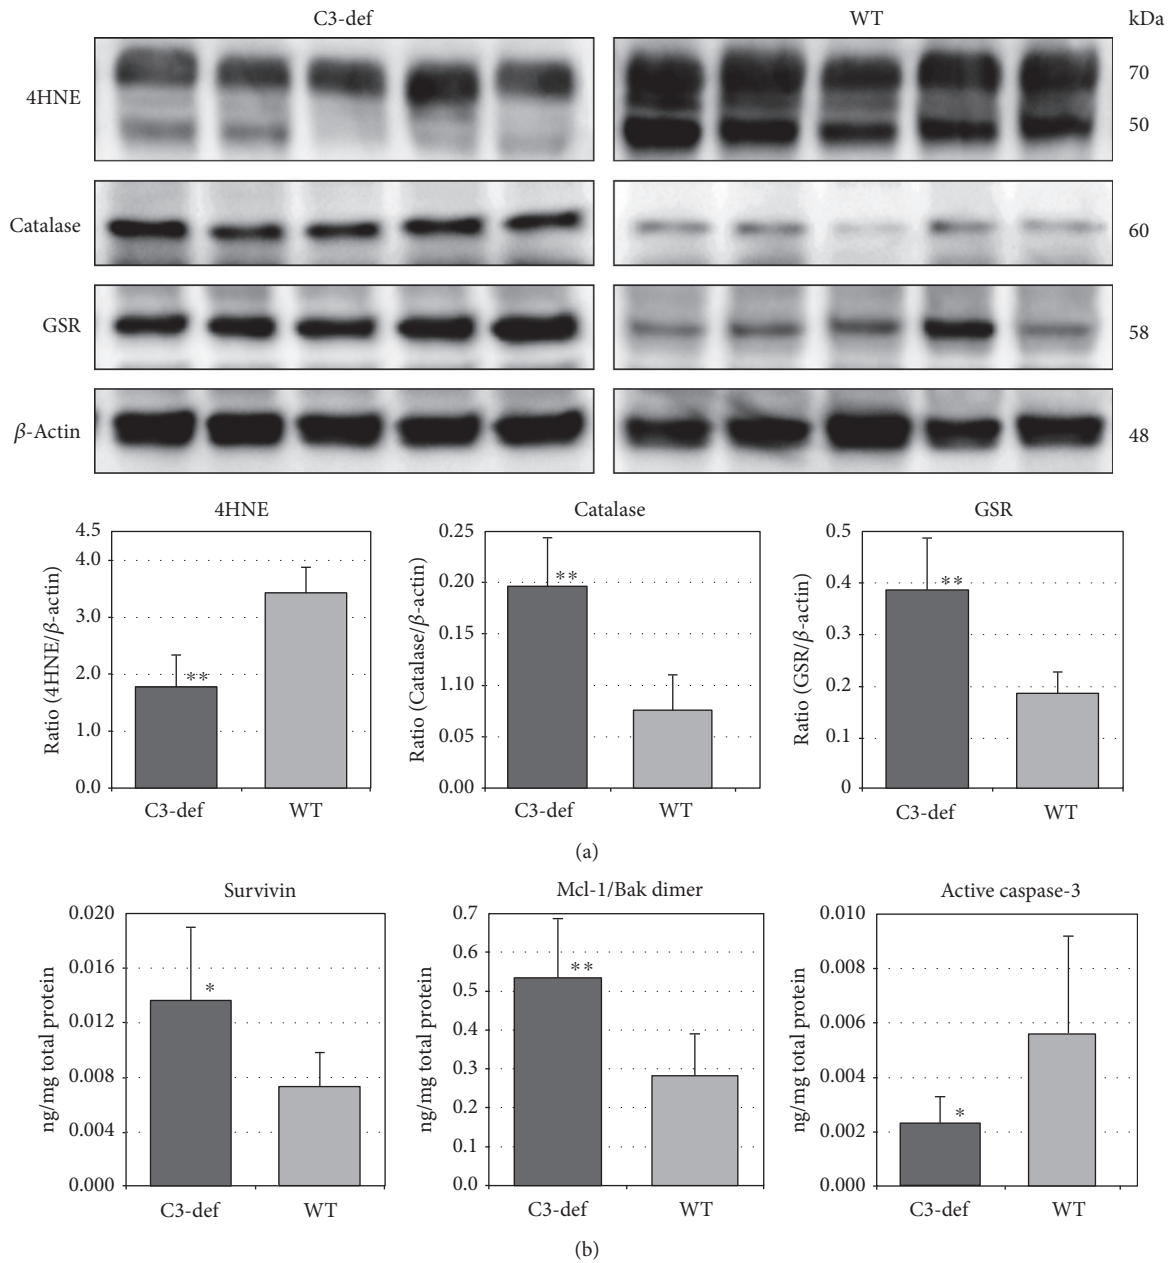 C3-def WT kDa
4HNE 70
50
Catalase 60
GSR 58
β-Actin 48
4HNE
Ratio (4HNE/β-actin)
4.5
4.0
3.0
2.0
1.0
0.0
**
C3-def WT
Catalase
Ratio (Catalase/β-actin)
0.25
0.20
0.15
1.10
0.05
0.00
**
C3-def WT
GSR
Ratio (GSR/β-actin)
0.5
0.4
0.3
0.2
0.1
0
**
C3-def WT
(a)
Survivin
ng/mg total protein
0.020
0.016
0.012
0.008
0.004
0.000
*
C3-def WT
Mcl-1/Bak dimer
ng/mg total protein
0.7
0.6
0.5
0.4
0.3
0.2
0.1
0.0
**
C3-def WT
Active caspase-3
ng/mg total protein
0.010
0.008
0.006
0.004
0.002
0.000
*
C3-def WT
(b)